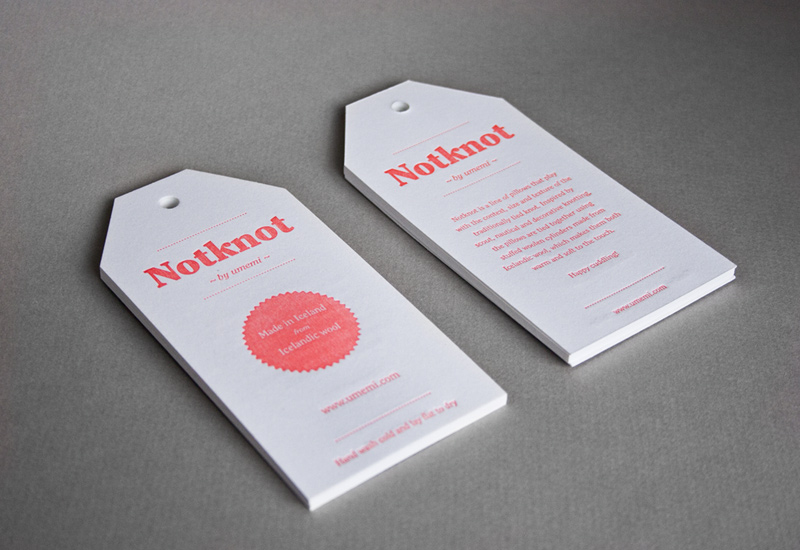 Notknot
~ by umemi ~
Made in Iceland
from
Icelandic wool
www.umemi.com
Hand wash cold and lay flat to dry
Notknot
~ by umemi ~
Notknot is a line of pillows that play
with the context, size and texture of the
traditionally tied knot. Inspired by
scout, nautical and decorative knotting,
the pillows are tied together using
stuffed woolen cylinders made from
Icelandic wool, which makes them both
warm and soft to the touch.
Happy cuddling!
www.umemi.com